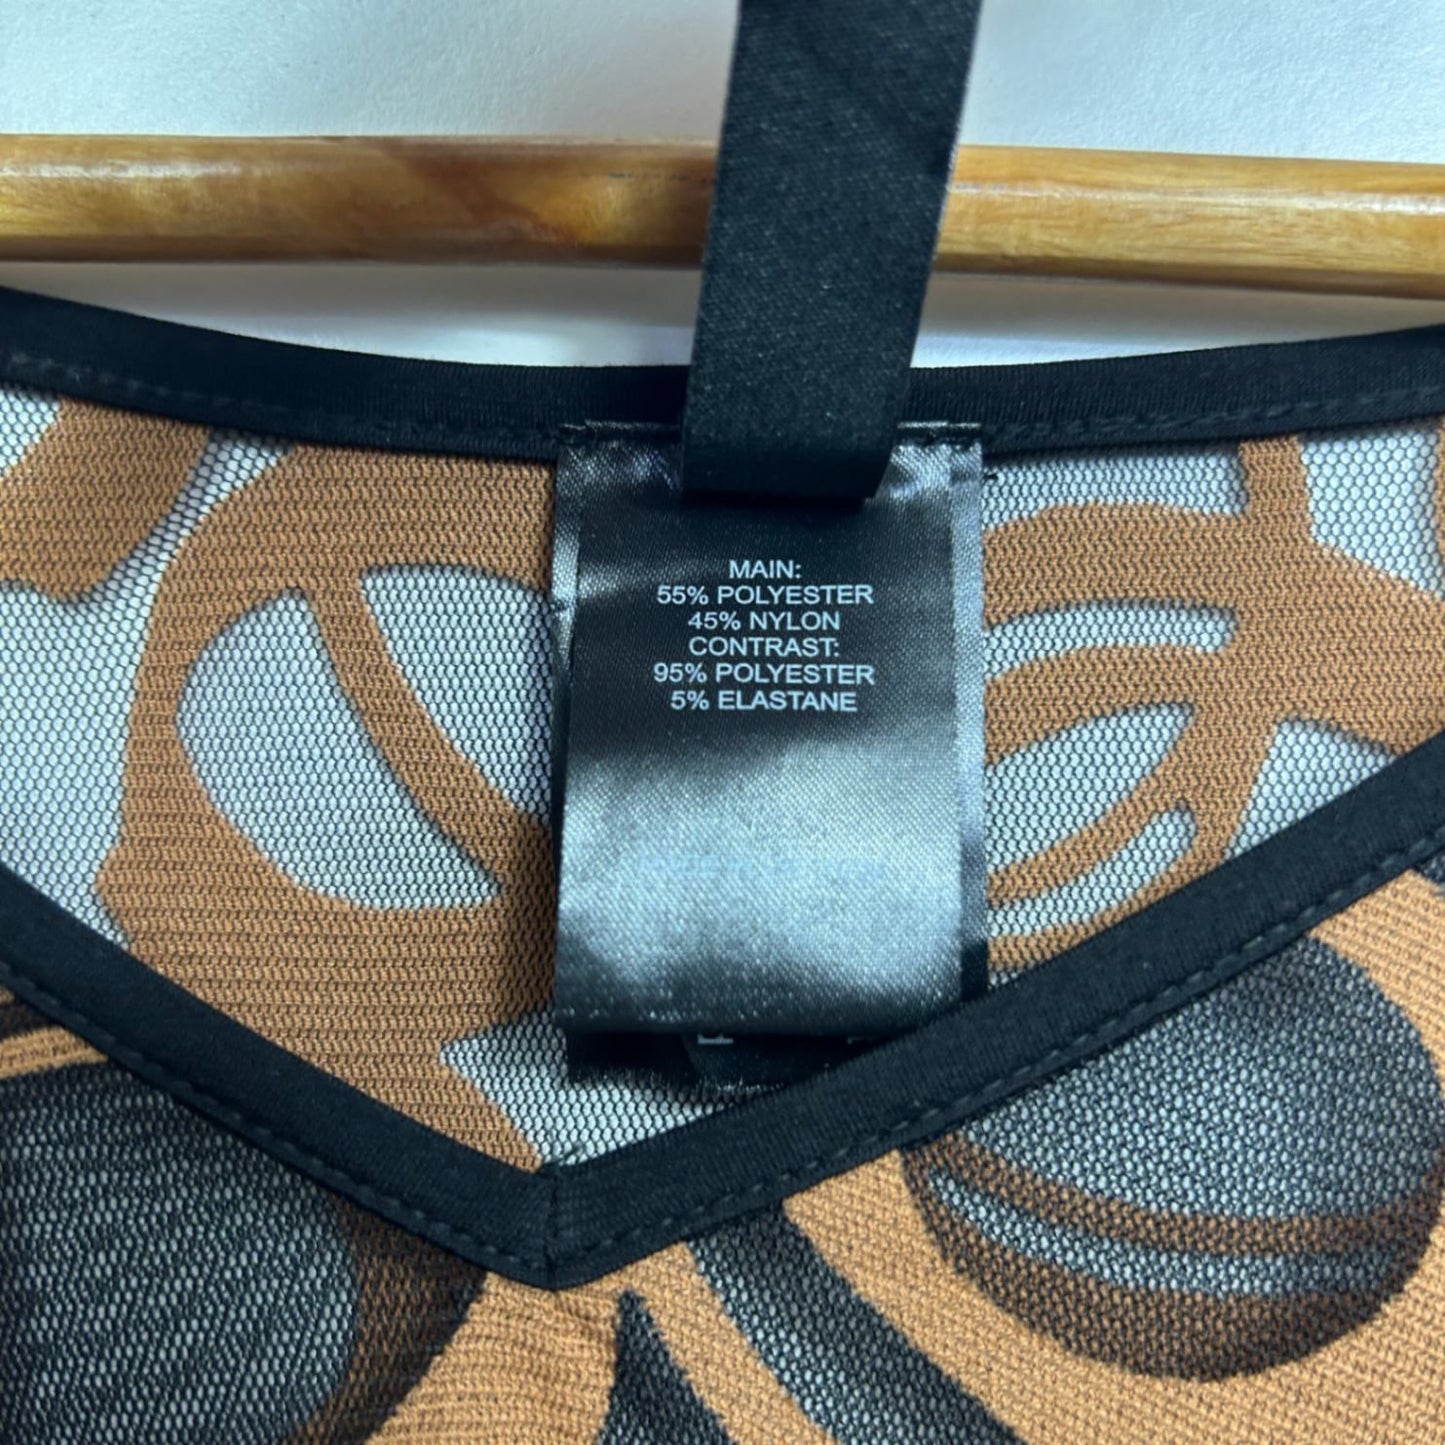 MAIN:
55% POLYESTER
45% NYLON
CONTRAST:
95% POLYESTER
5% ELASTANE